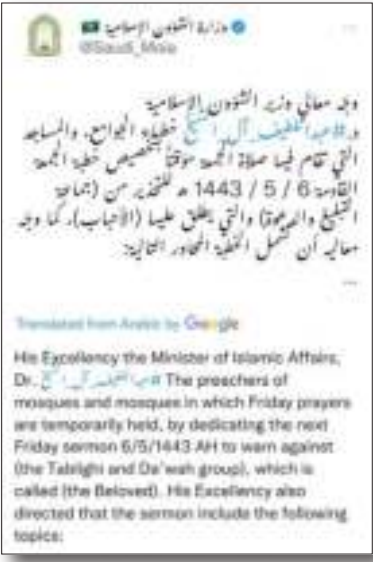 وزارة الشؤون الإسلامية 🇸🇦
@Saudi_Moia
وجه معالي وزير الشؤون الإسلامية
د.#عبداللطيف_آل_الشيخ خطباء الجوامع، والمساجد
التي تقام فيها صلاة الجمعة مؤقتاً بتخصيص خطبة الجمعة
القادمة 6 / 5 / 1443 هـ للتحذير من (جماعة
التبليغ والدعوة) والتي يطلق عليها (الأحباب)، كما وجه
معاليه أن تشمل الخطبة المحاور التالية:
...
Translated from Arabic by Google
His Excellency the Minister of Islamic Affairs,
Dr. #عبداللطيف_آل_الشيخ The preachers of
mosques and mosques in which Friday prayers
are temporarily held, by dedicating the next
Friday sermon 6/5/1443 AH to warn against
(the Tablighi and Da'wah group), which is
called (the Beloved). His Excellency also
directed that the sermon include the following
topics: